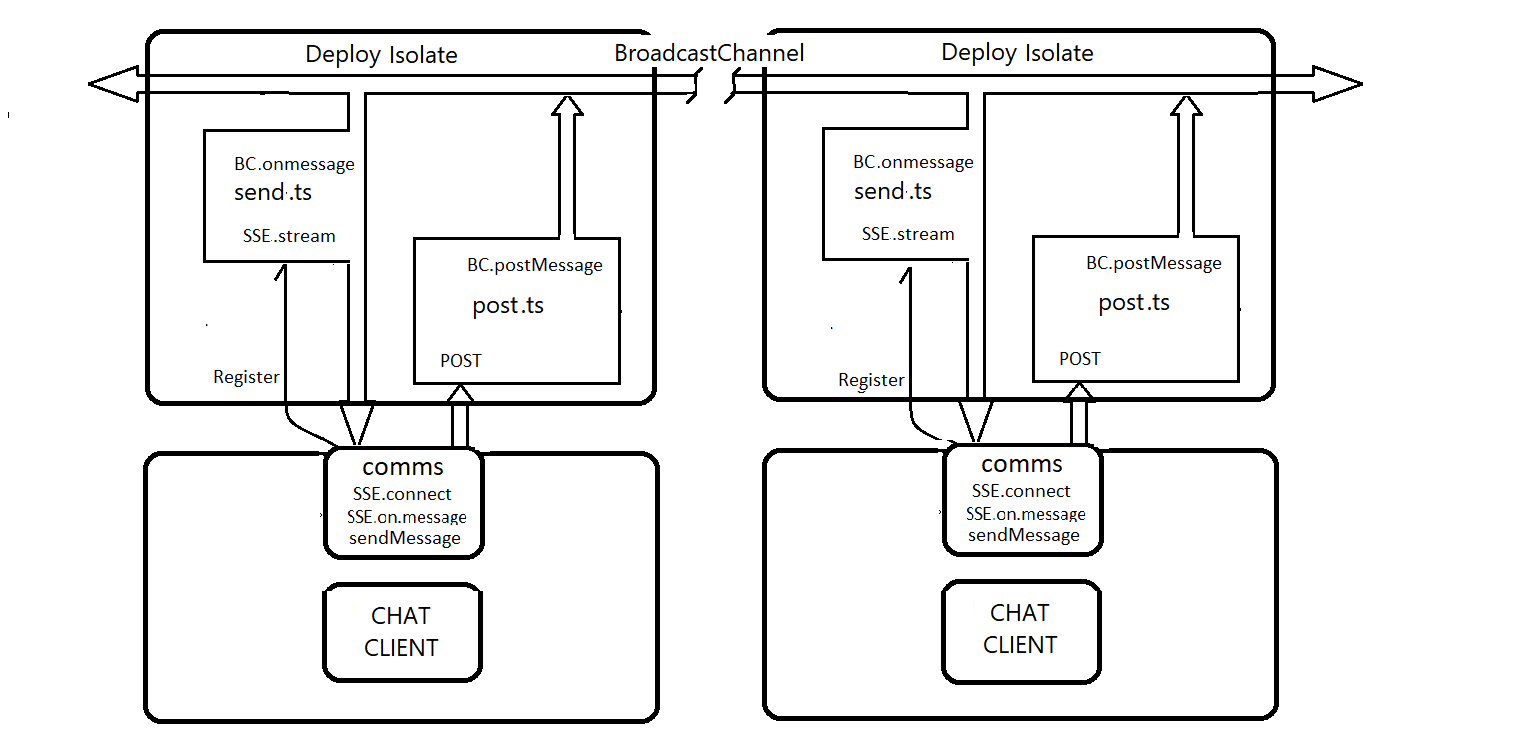 Deploy Isolate
BroadcastChannel
Deploy Isolate
BC.onmessage
send.ts
SSE.stream
BC.postMessage
post.ts
POST
Register
comms
SSE.connect
SSE.on.message
sendMessage
CHAT
CLIENT
BC.onmessage
send.ts
SSE.stream
BC.postMessage
post.ts
POST
Register
comms
SSE.connect
SSE.on.message
sendMessage
CHAT
CLIENT